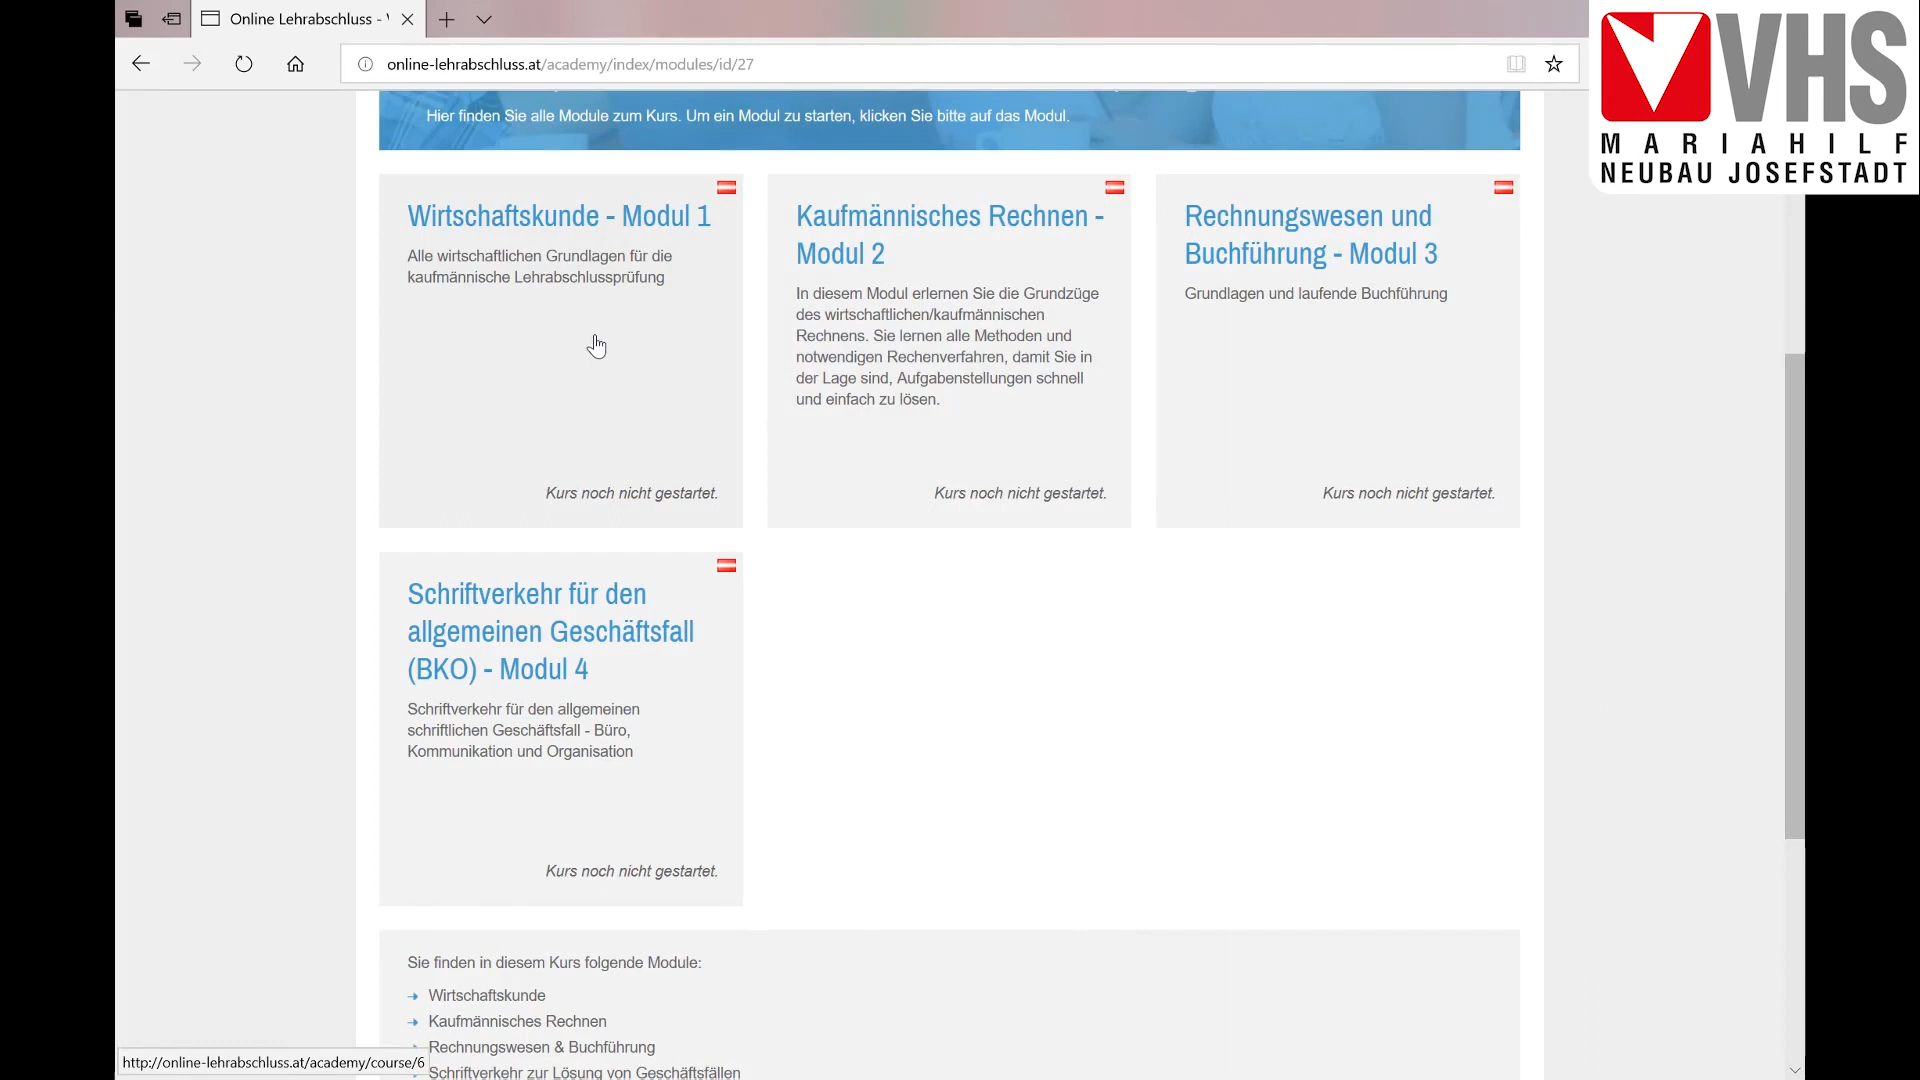 Online Lehrabschluss -
online-lehrabschluss.at/academy/index/modules/id/27
VHS
MARIAHILF
NEUBAU JOSEFSTADT
Hier finden Sie alle Module zum Kurs. Um ein Modul zu starten, klicken Sie bitte auf das Modul.
Wirtschaftskunde - Modul 1
Alle wirtschaftlichen Grundlagen für die
kaufmännische Lehrabschlussprüfung
Kurs noch nicht gestartet.
Kaufmännisches Rechnen -
Modul 2
In diesem Modul erlernen Sie die Grundzüge
des wirtschaftlichen/kaufmännischen
Rechnens. Sie lernen alle Methoden und
notwendigen Rechenverfahren, damit Sie in
der Lage sind, Aufgabenstellungen schnell
und einfach zu lösen.
Kurs noch nicht gestartet.
Rechnungswesen und
Buchführung - Modul 3
Grundlagen und laufende Buchführung
Kurs noch nicht gestartet.
Schriftverkehr für den
allgemeinen Geschäftsfall
(BKO) - Modul 4
Schriftverkehr für den allgemeinen
schriftlichen Geschäftsfall - Büro,
Kommunikation und Organisation
Kurs noch nicht gestartet.
Sie finden in diesem Kurs folgende Module:
Wirtschaftskunde
Kaufmännisches Rechnen
Rechnungswesen & Buchführung
Schriftverkehr zur Lösung von Geschäftsfällen
http://online-lehrabschluss.at/academy/course/6